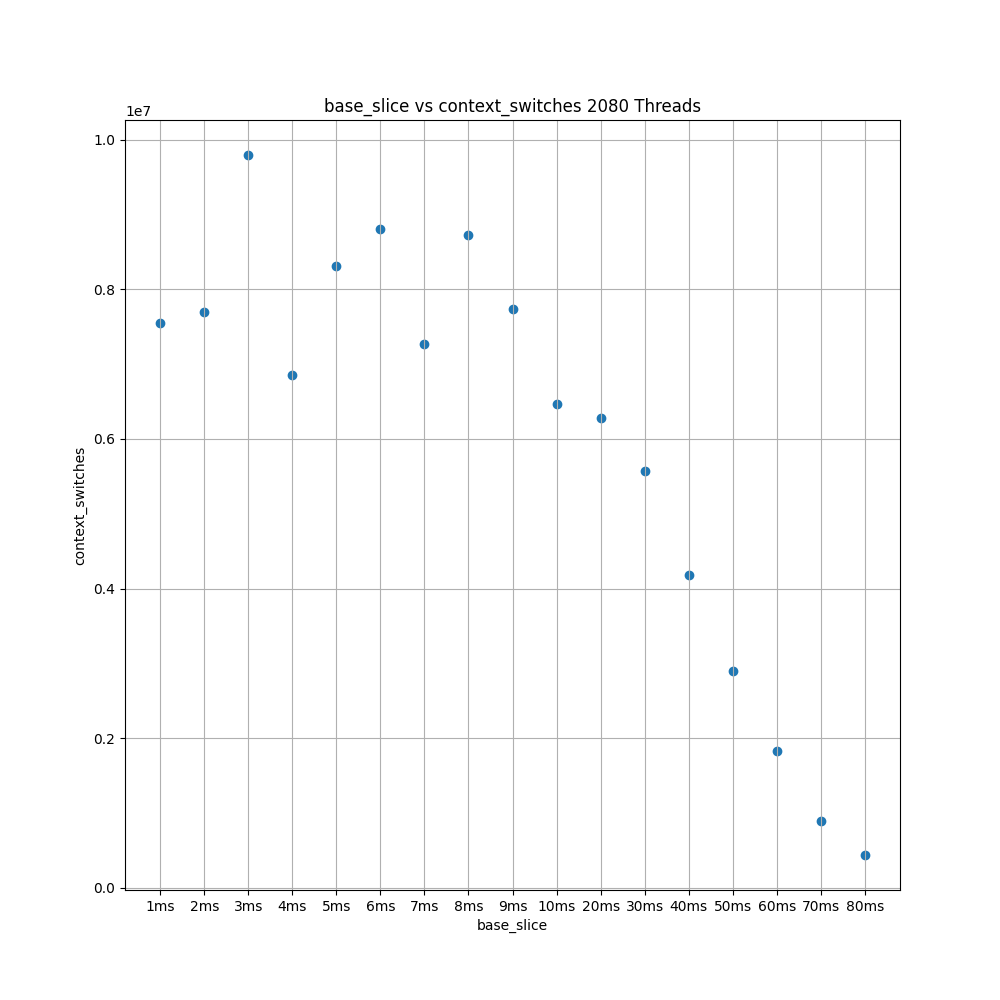 base_slice vs context_switches 2080 Threads
1e7
1.0
0.8
0.6
0.4
0.2
0.0
context_switches
1ms 2ms 3ms 4ms 5ms 6ms 7ms 8ms 9ms 10ms 20ms 30ms 40ms 50ms 60ms 70ms 80ms
base_slice